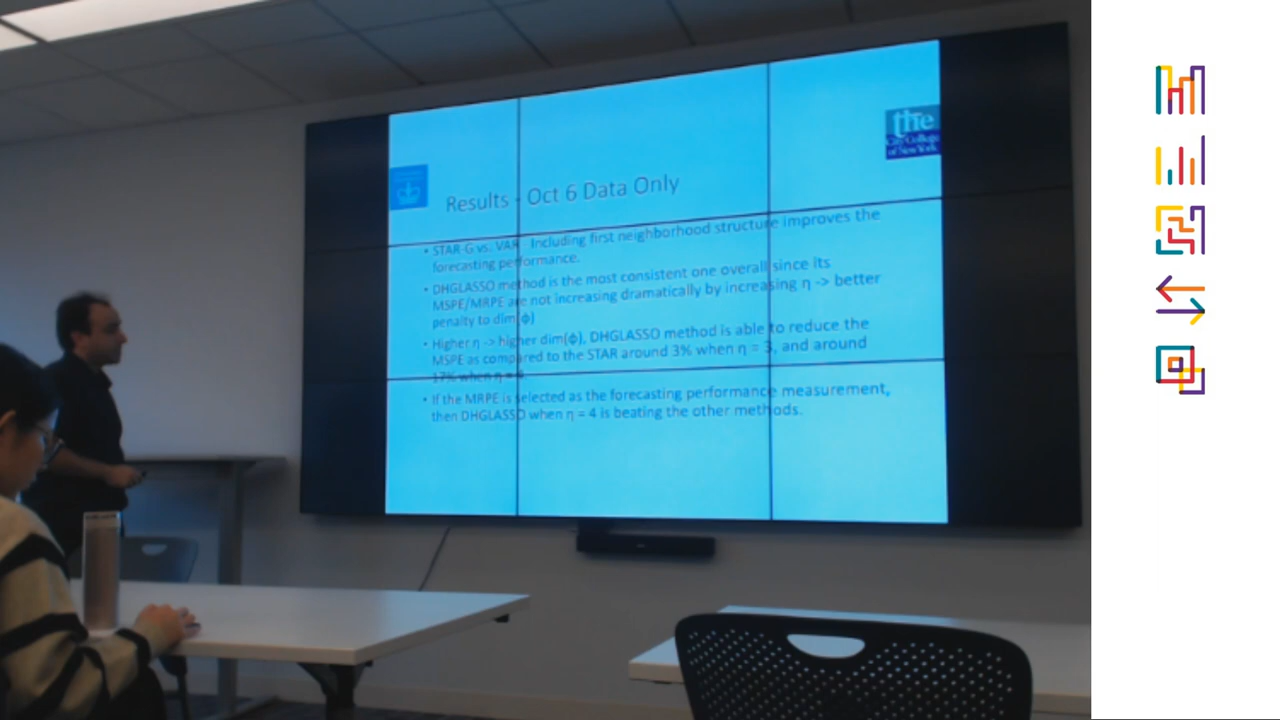 the
City College
of New York
Results - Oct 6 Data Only
• STAR-G vs. VAR - Including first neighborhood structure improves the
forecasting performance.
• DHGLASSO method is the most consistent one overall since its
MSPE/MRPE are not increasing dramatically by increasing η -> better
penalty to dim(ϕ)
• Higher η -> higher dim(ϕ), DHGLASSO method is able to reduce the
MSPE as compared to the STAR around 3% when η = 3, and around
17% when η = 4.
• If the MRPE is selected as the forecasting performance measurement,
then DHGLASSO when η = 4 is beating the other methods.